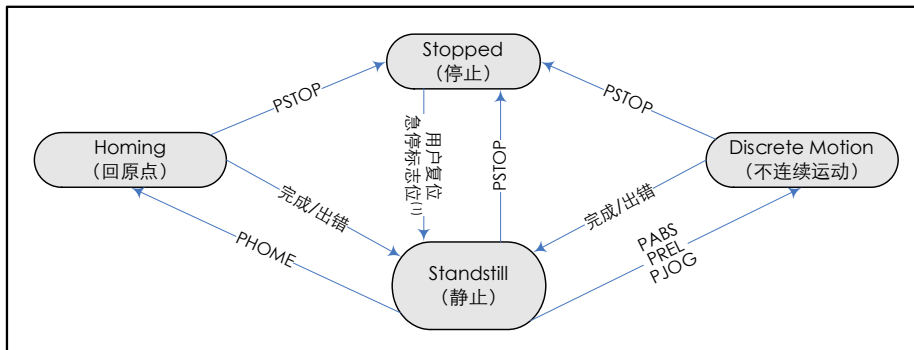 Stopped
（停止）
PSTOP
PSTOP
Homing
（回原点）
用户复位
急停标志位(1)
PSTOP
Discrete Motion
（不连续运动）
完成/出错
完成/出错
PHOME
Standstill
（静止）
PABS
PREL
PJOG